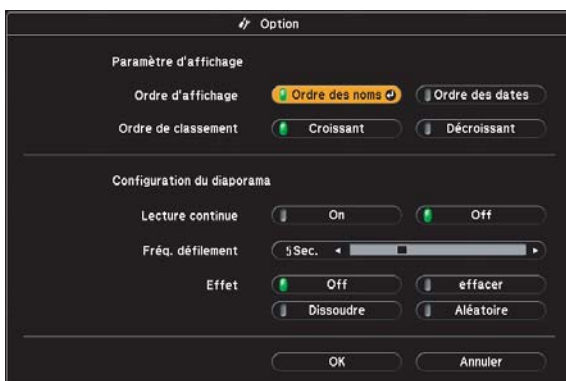 Option
Paramètre d'affichage
Ordre d'affichage Ordre des noms Ordre des dates
Ordre de classement Croissant Décroissant
Configuration du diaporama
Lecture continue On Off
Fréq. défilement 5Sec.
Effet Off effacer
Dissoudre Aléatoire
OK Annuler